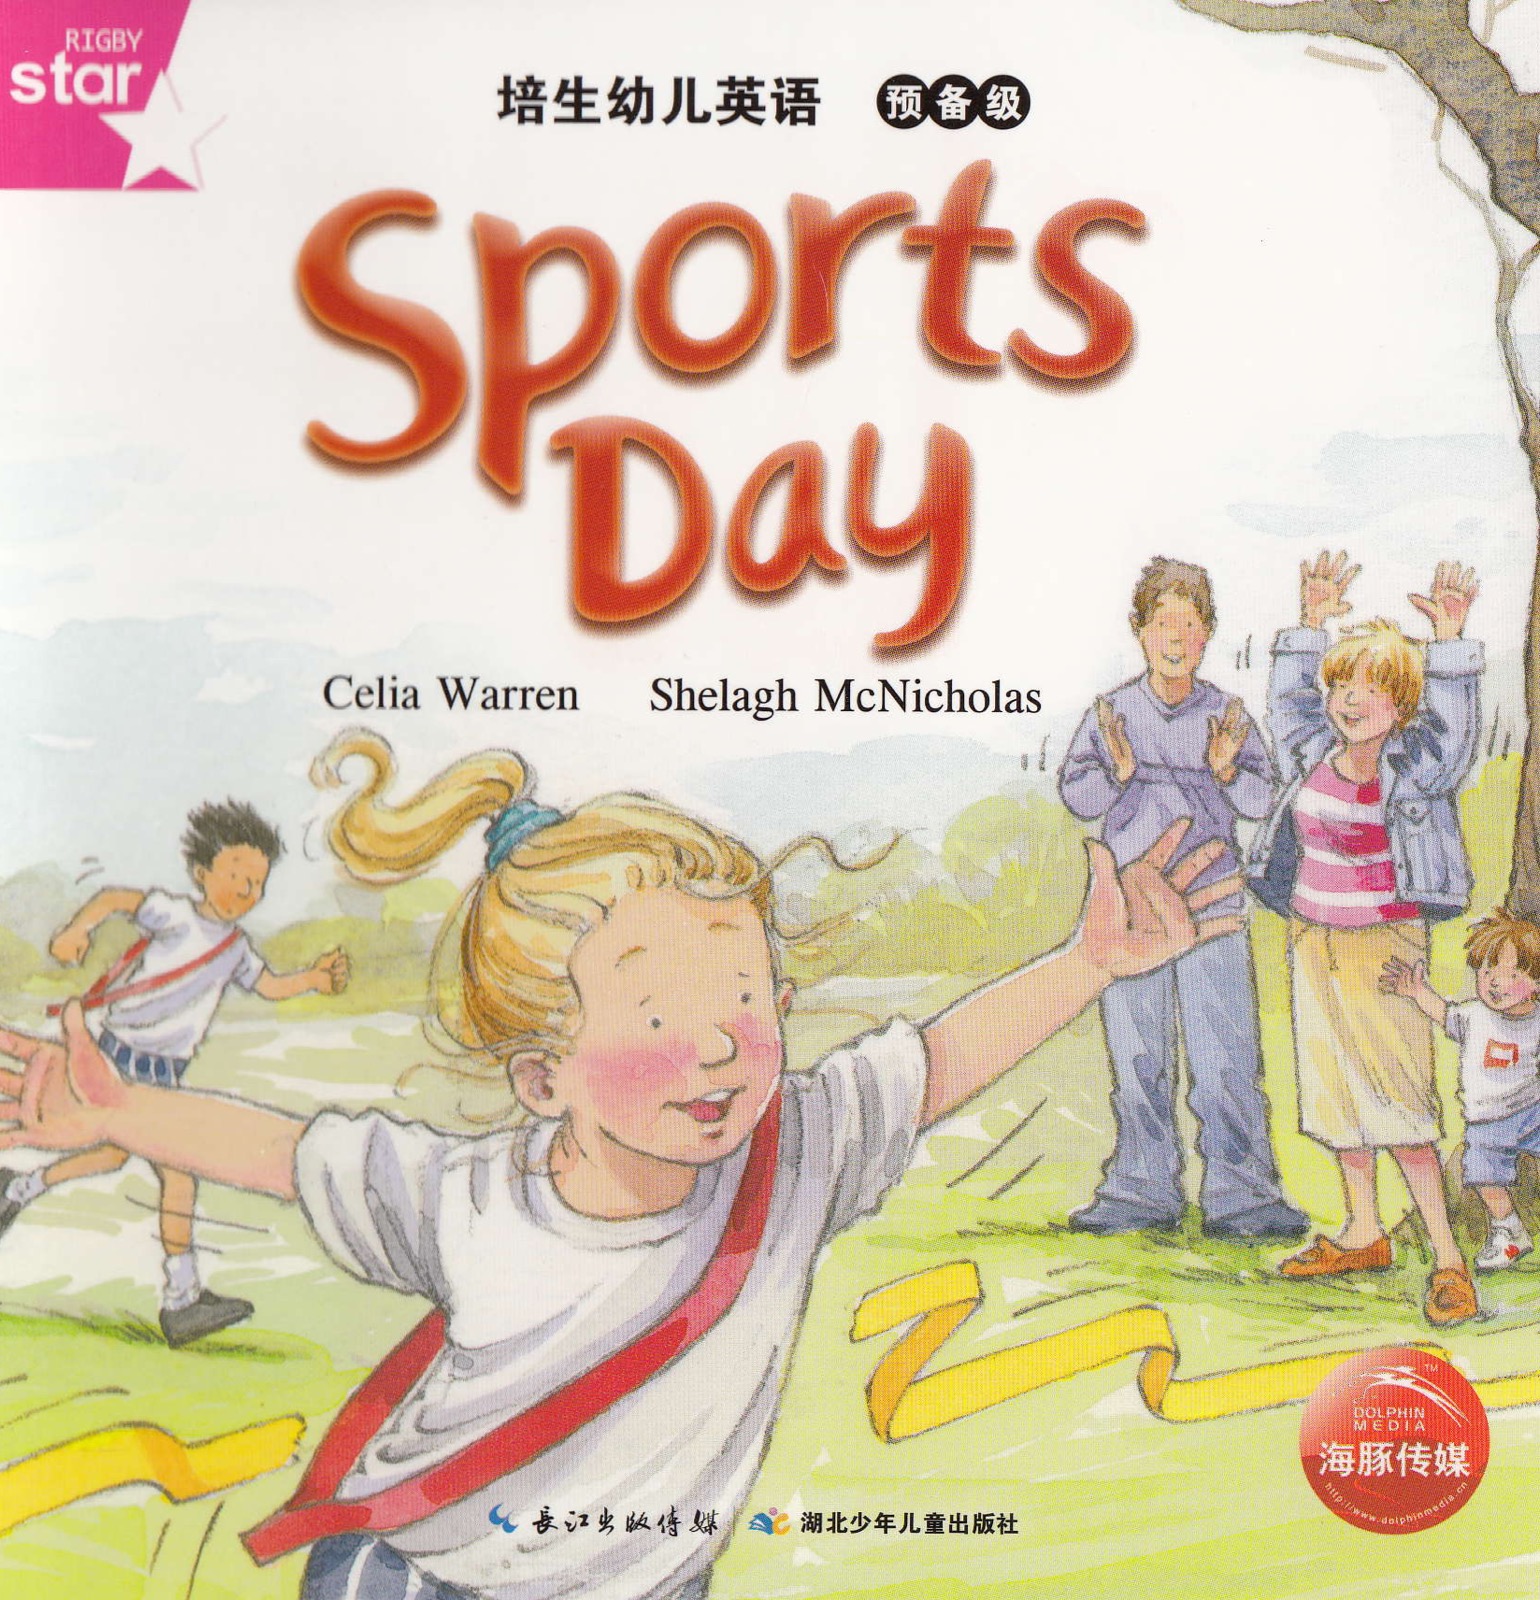 RIGBY
star
培生幼儿英语 预备级
Sports
Day
Celia Warren Shelagh McNicholas
TM
DOLPHIN
MEDIA
海豚传媒
http://www.dolphinmedia.cn
长江出版传媒 湖北少年儿童出版社